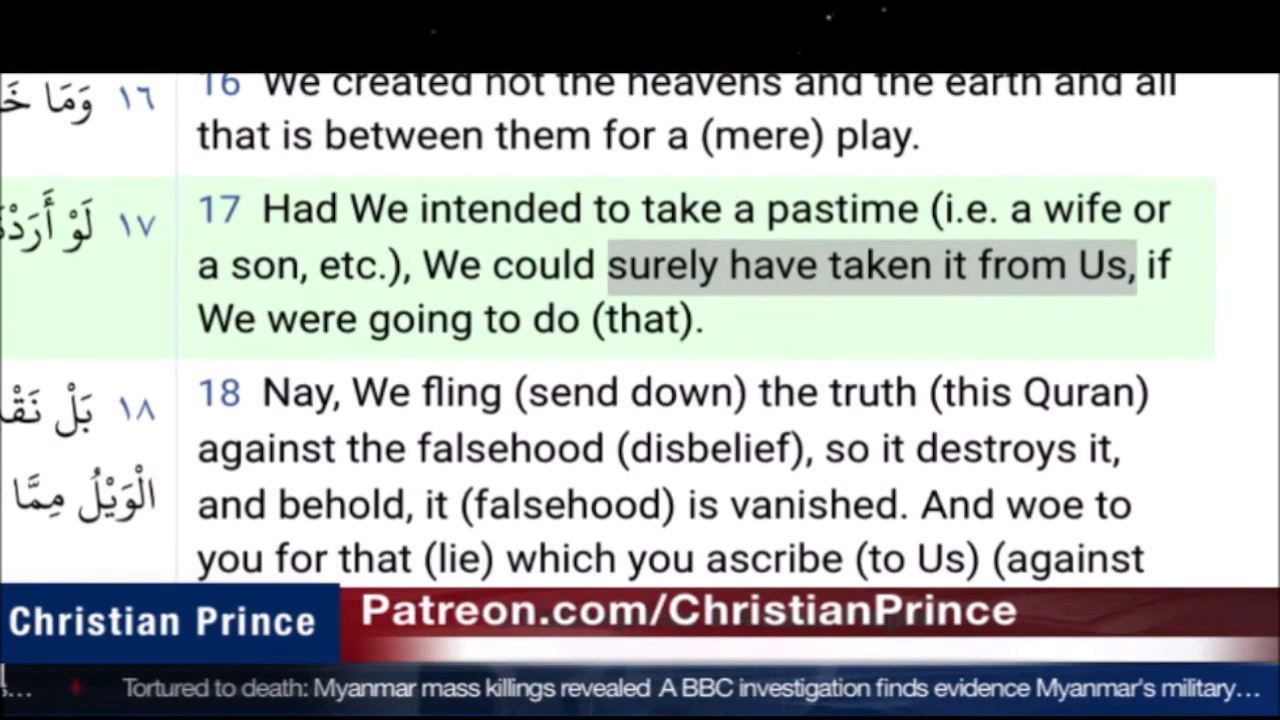 16 We created not the heavens and the earth and all
that is between them for a (mere) play.
١٦ وَمَا
17 Had We intended to take a pastime (i.e. a wife or
a son, etc.), We could surely have taken it from Us, if
We were going to do (that).
١٧ لَوْ
18 Nay, We fling (send down) the truth (this Quran)
against the falsehood (disbelief), so it destroys it,
and behold, it (falsehood) is vanished. And woe to
you for that (lie) which you ascribe (to Us) (against
١٨ بَلْ
الْوَيْلُ مِمَّا
Christian Prince
Patreon.com/ChristianPrince
Tortured to death: Myanmar mass killings revealed A BBC investigation finds evidence Myanmar's military...